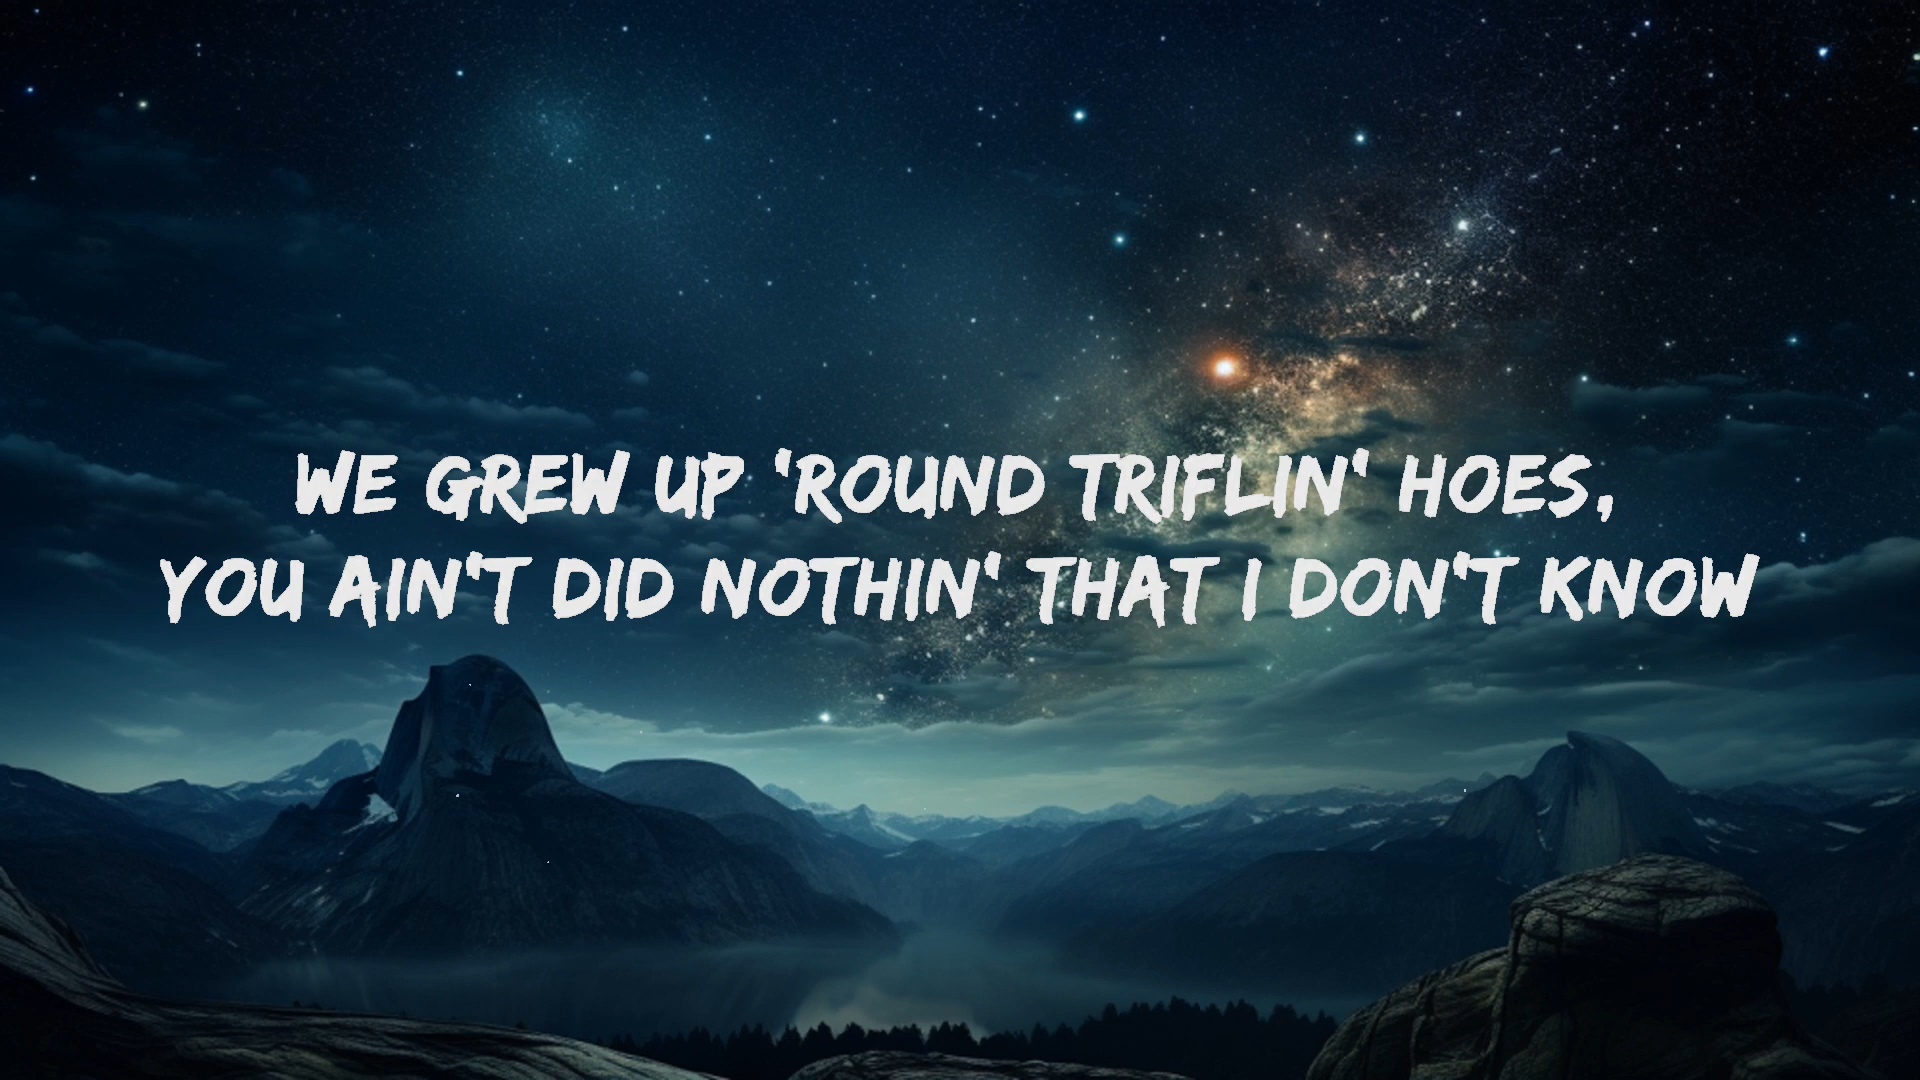 WE GREW UP 'ROUND TRIFLIN' HOES,
YOU AIN'T DID NOTHIN' THAT I DON'T KNOW